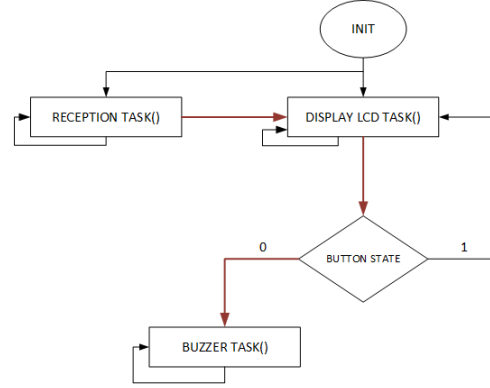 INIT
RECEPTION TASK()
DISPLAY LCD TASK()
0
1
BUTTON STATE
BUZZER TASK()